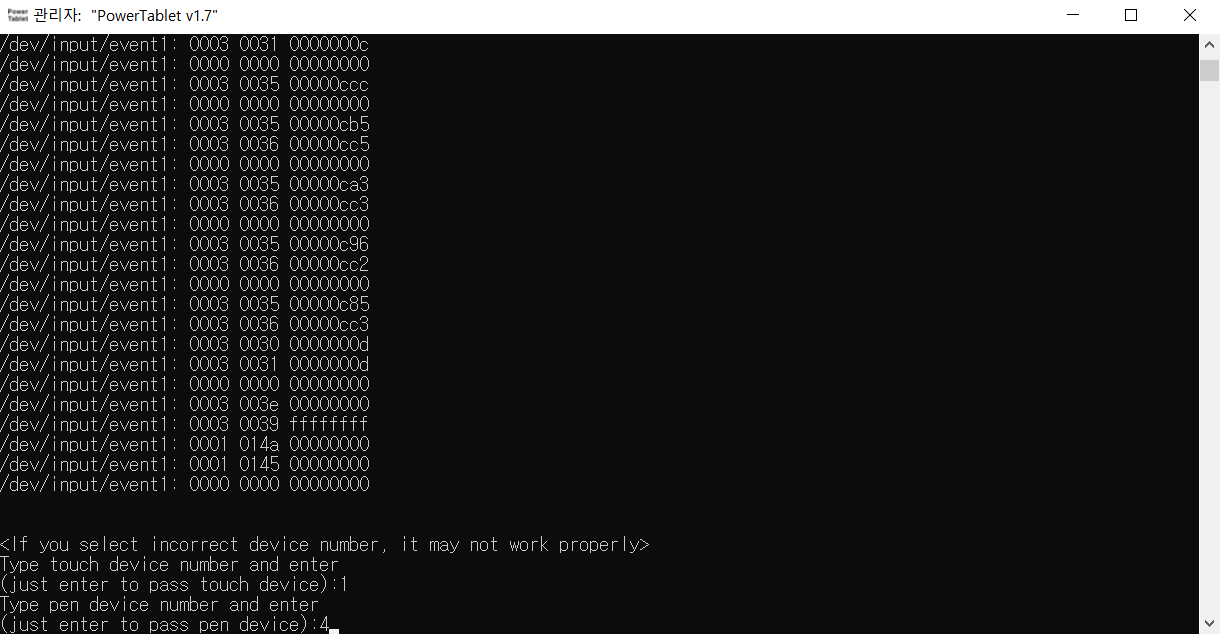 Power
Tablet
관리자: "PowerTablet v1.7"
/dev/input/event1: 0003 0031 0000000c
/dev/input/event1: 0000 0000 00000000
/dev/input/event1: 0003 0035 00000ccc
/dev/input/event1: 0000 0000 00000000
/dev/input/event1: 0003 0035 00000cb5
/dev/input/event1: 0003 0036 00000cc5
/dev/input/event1: 0000 0000 00000000
/dev/input/event1: 0003 0035 00000ca3
/dev/input/event1: 0003 0036 00000cc3
/dev/input/event1: 0000 0000 00000000
/dev/input/event1: 0003 0035 00000c96
/dev/input/event1: 0003 0036 00000cc2
/dev/input/event1: 0000 0000 00000000
/dev/input/event1: 0003 0035 00000c85
/dev/input/event1: 0003 0036 00000cc3
/dev/input/event1: 0003 0030 0000000d
/dev/input/event1: 0003 0031 0000000d
/dev/input/event1: 0000 0000 00000000
/dev/input/event1: 0003 003e 00000000
/dev/input/event1: 0003 0039 ffffffff
/dev/input/event1: 0001 014a 00000000
/dev/input/event1: 0001 0145 00000000
/dev/input/event1: 0000 0000 00000000
<If you select incorrect device number, it may not work properly>
Type touch device number and enter
(just enter to pass touch device):1
Type pen device number and enter
(just enter to pass pen device):4